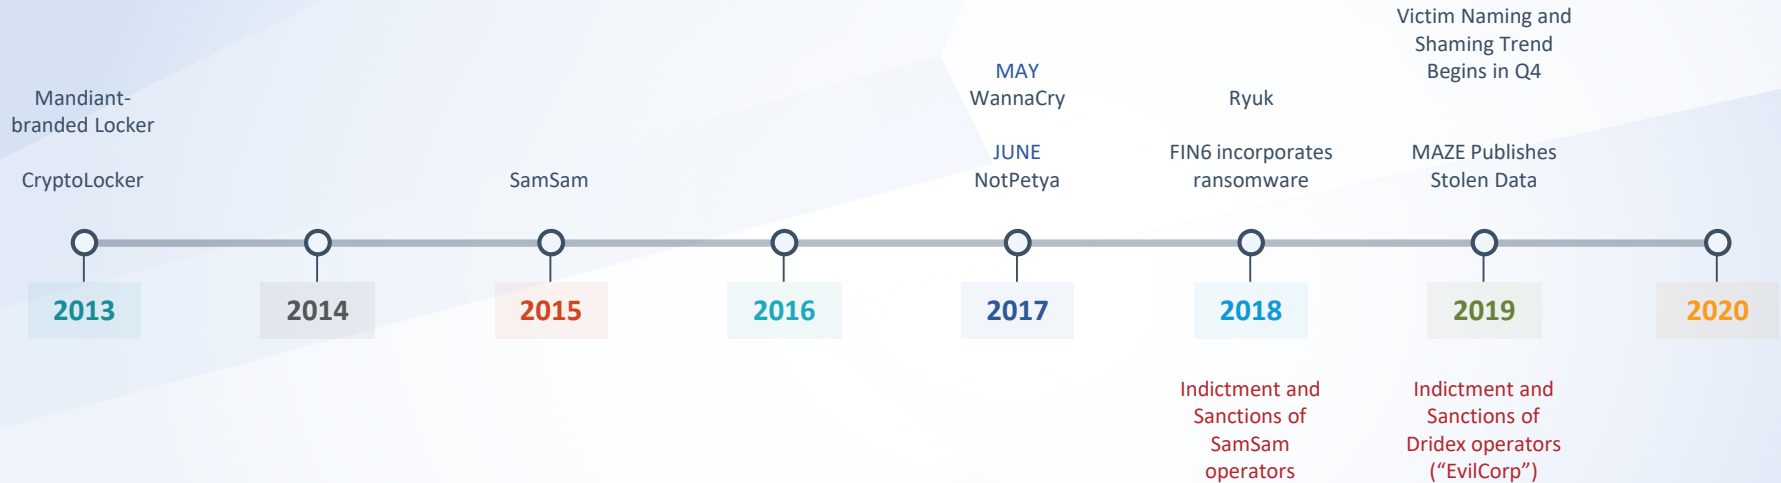 Mandiant-
branded Locker
CryptoLocker
SamSam
MAY
WannaCry
JUNE
NotPetya
Ryuk
FIN6 incorporates
ransomware
Victim Naming and
Shaming Trend
Begins in Q4
MAZE Publishes
Stolen Data
2013
2014
2015
2016
2017
2018
2019
2020
Indictment and
Sanctions of
SamSam
operators
Indictment and
Sanctions of
Dridex operators
(“EvilCorp”)